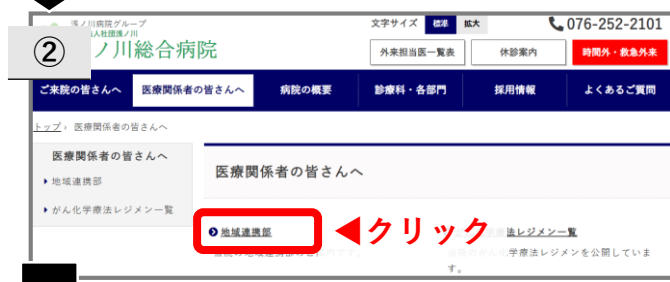 浅ノ川病院グループ
文字サイズ 標準 拡大 076-252-2101
②
人社団浅ノ川
ノ川総合病院
外来担当医一覧表 休診案内 時間外・救急外来
ご来院の皆さんへ 医療関係者の皆さんへ 病院の概要 診療科・各部門 採用情報 よくあるご質問
トップ › 医療関係者の皆さんへ
医療関係者の皆さんへ
地域連携部
がん化学療法レジメン一覧
医療関係者の皆さんへ
地域連携部
クリック
法レジメン一覧
学療法レジメンを公開していま
す。